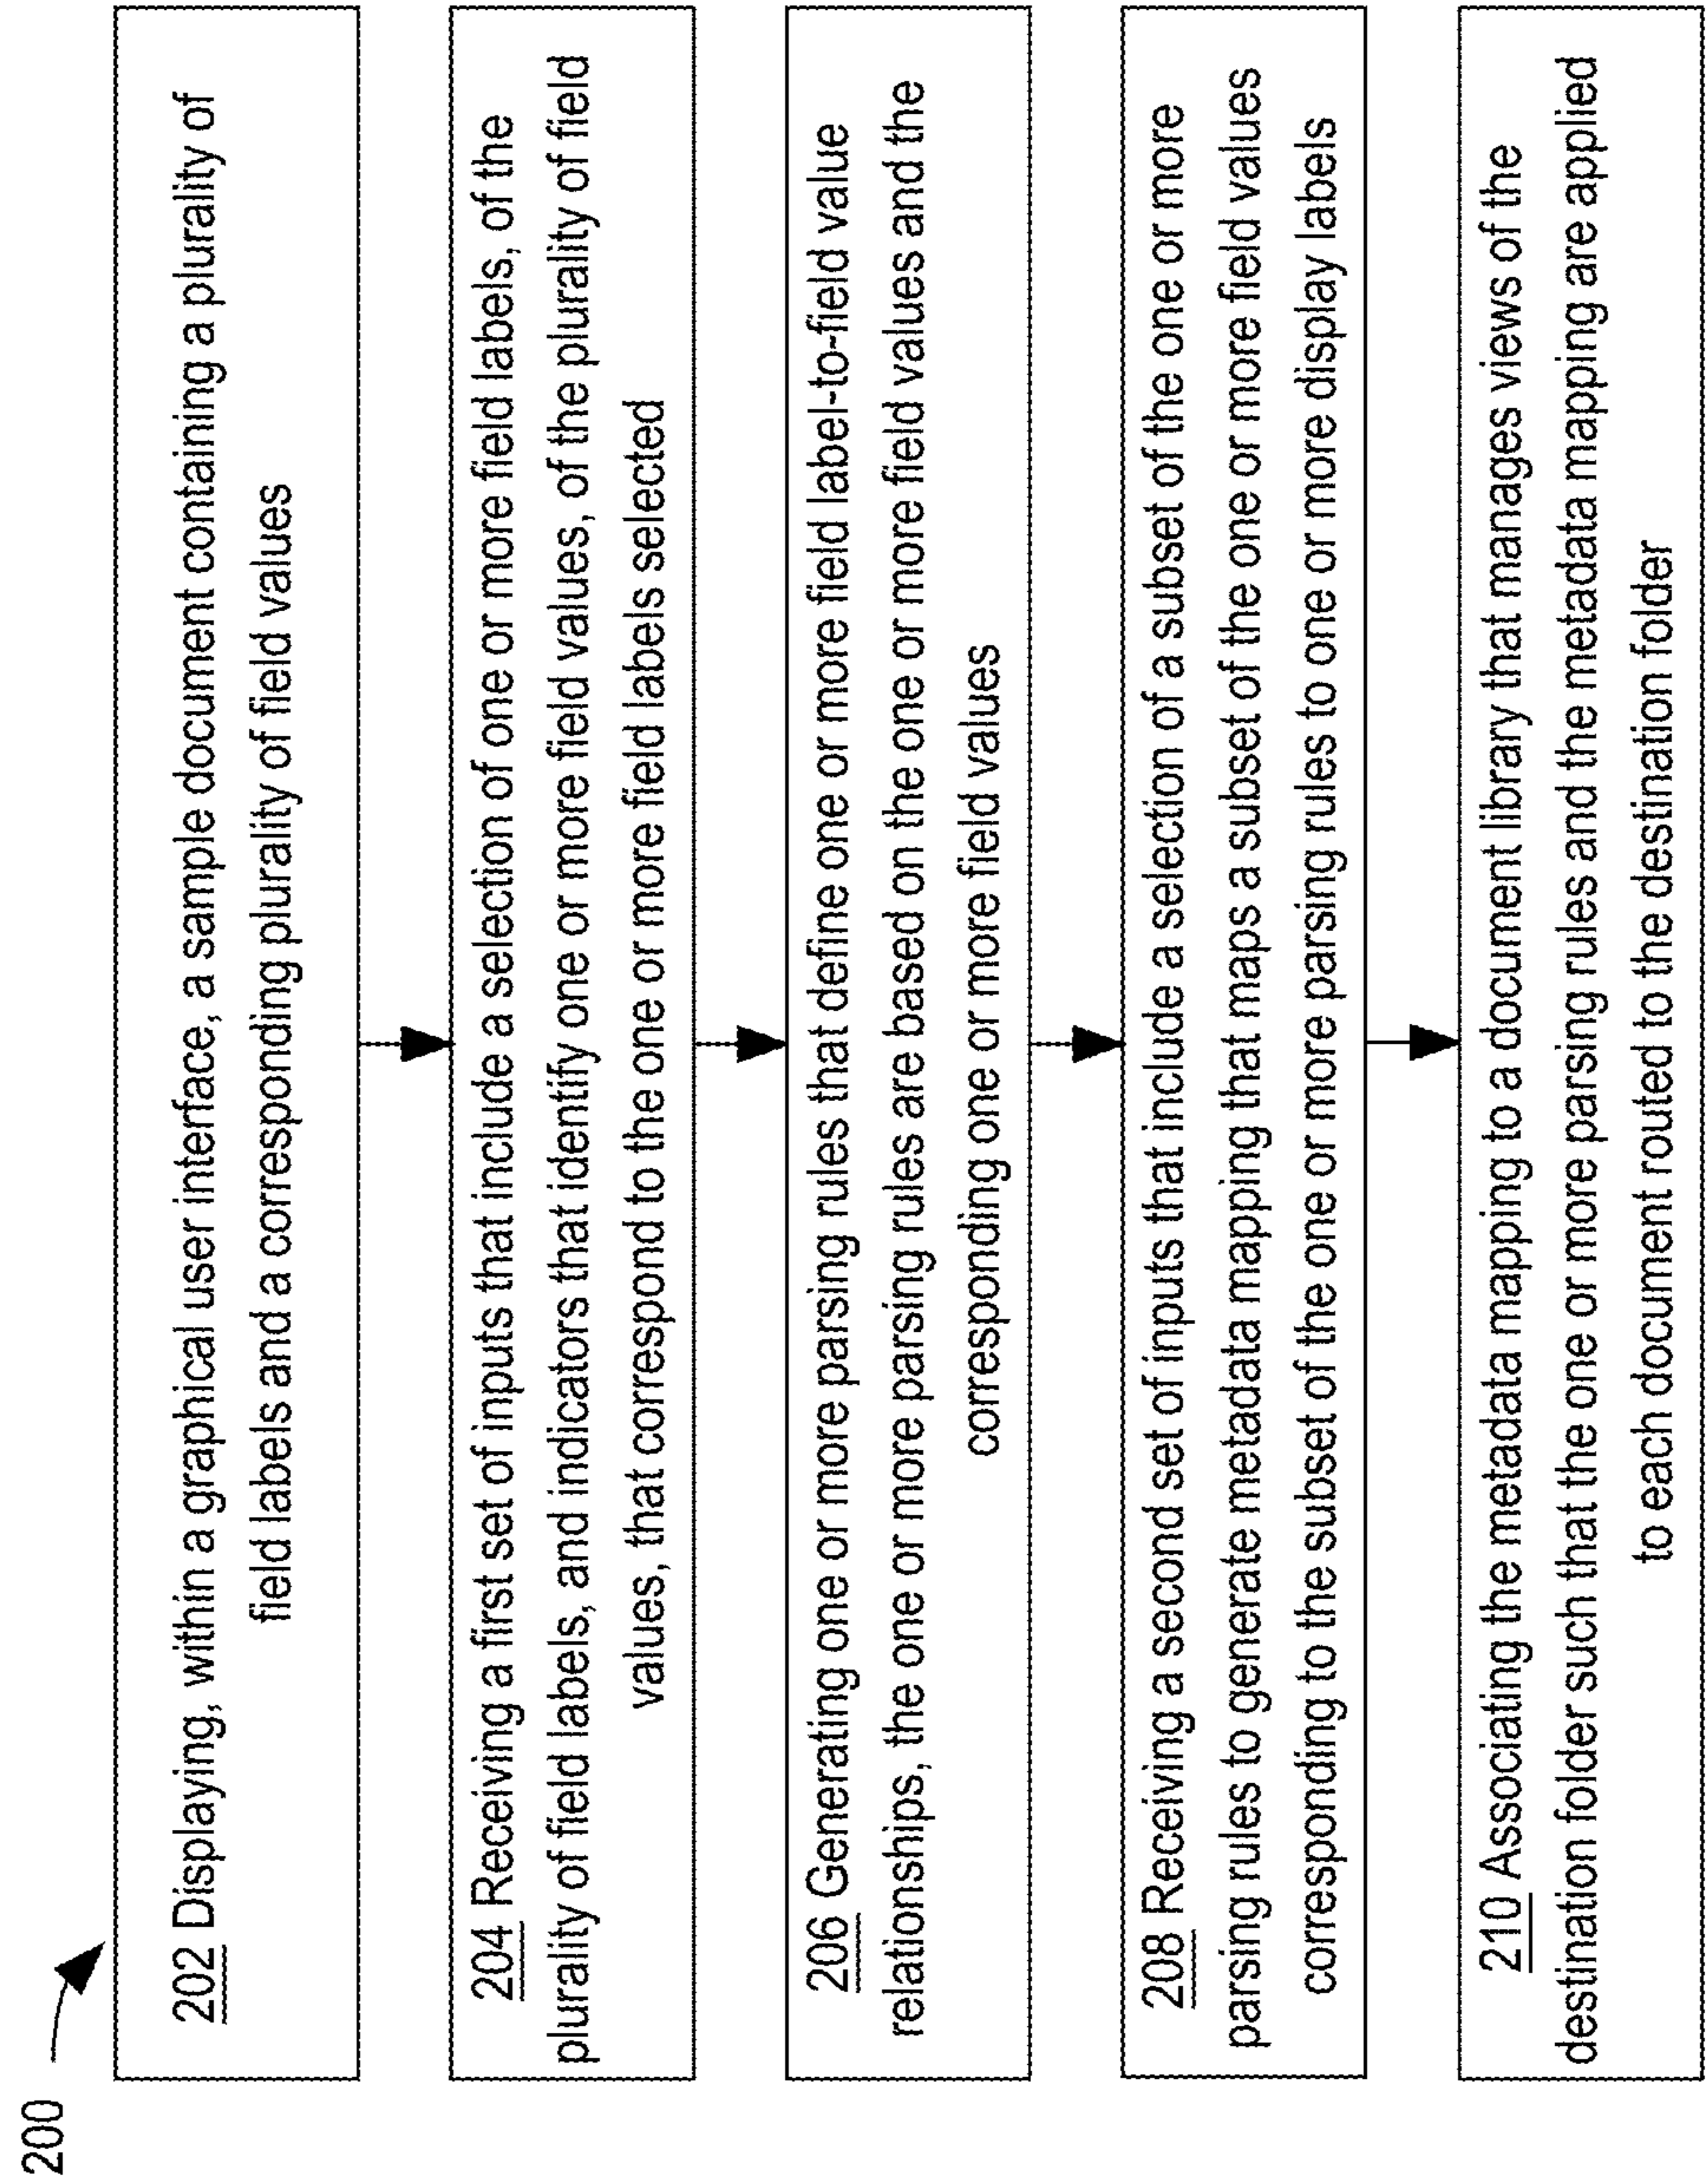 200
202 Displaying, within a graphical user interface, a sample document containing a plurality of
field labels and a corresponding plurality of field values
204 Receiving a first set of inputs that include a selection of one or more field labels, of the
plurality of field labels, and indicators that identify one or more field values, of the plurality of field
values, that correspond to the one or more field labels selected
206 Generating one or more parsing rules that define one or more field label-to-field value
relationships, the one or more parsing rules are based on the one or more field values and the
corresponding one or more field values
208 Receiving a second set of inputs that include a selection of a subset of the one or more
parsing rules to generate metadata mapping that maps a subset of the one or more field values
corresponding to the subset of the one or more parsing rules to one or more display labels
210 Associating the metadata mapping to a document library that manages views of the
destination folder such that the one or more parsing rules and the metadata mapping are applied
to each document routed to the destination folder